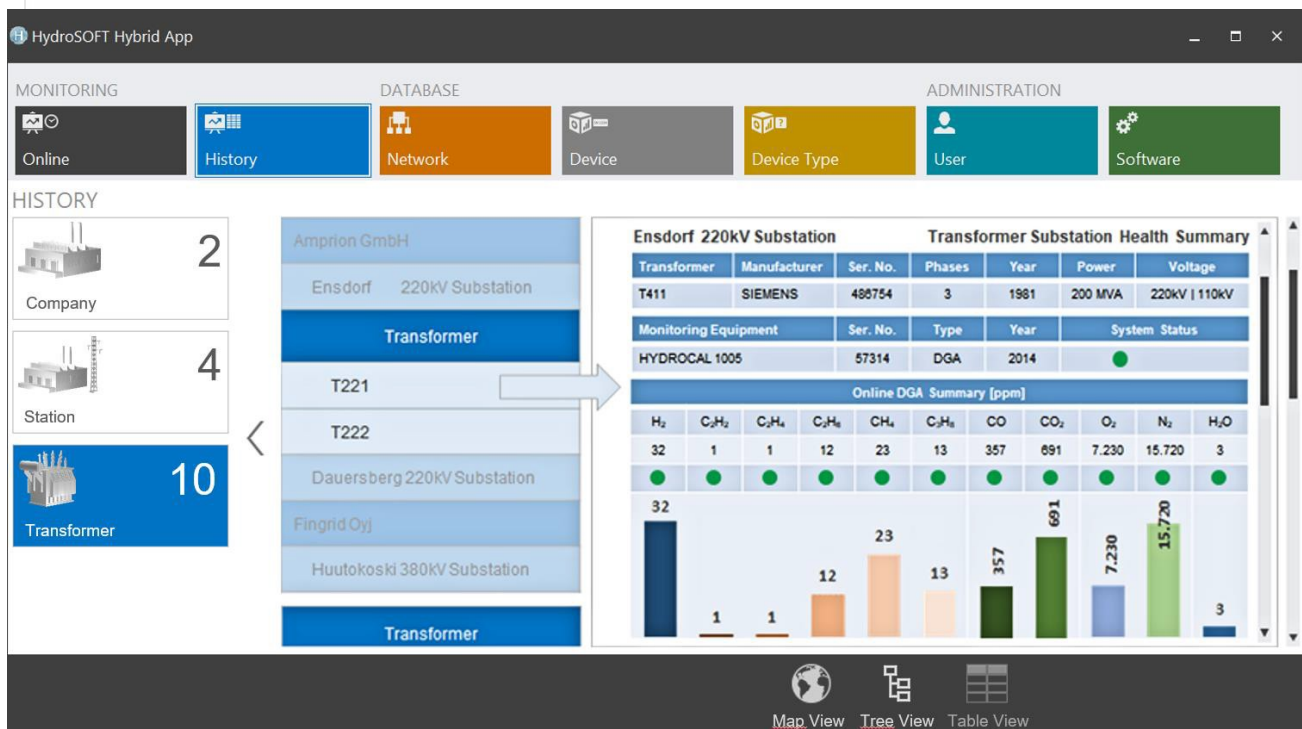 HydroSOFT Hybrid App
MONITORING DATABASE ADMINISTRATION
Online History Network Device Device Type User Software
HISTORY
2
Company
4
Station
10
Transformer
Amprion GmbH
Ensdorf 220kV Substation
Transformer
T221
T222
Dauersberg 220kV Substation
Fingrid Oyj
Huutokoski 380kV Substation
Transformer
Ensdorf 220kV Substation Transformer Substation Health Summary
Transformer Manufacturer Ser. No. Phases Year Power Voltage
T411 SIEMENS 486754 3 1981 200 MVA 220kV | 110kV
Monitoring Equipment Ser. No. Type Year System Status
HYDROCAL 1005 57314 DGA 2014
Online DGA Summary [ppm]
H₂ C₂H₂ C₂H₄ C₂H₆ CH₄ C₃H₈ CO CO₂ O₂ N₂ H₂O
32 1 1 12 23 13 357 691 7.230 15.720 3
32 1 1 12 23 13 357 691 7.230 15.720 3
Map View Tree View Table View